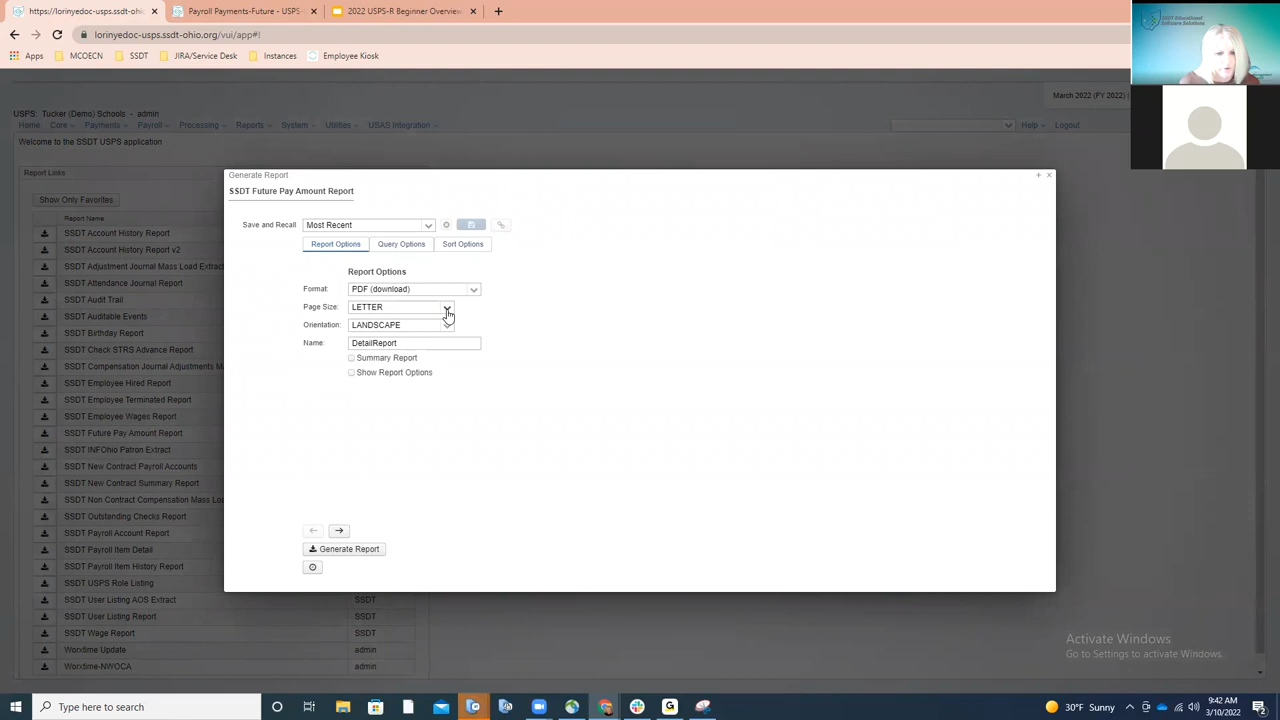 https://lorinyedoc-usps.ssdt-ohio
Payroll Payments-Future - USPS-
2022 USPS-R Beginner Overview
lorinyedoc-usps.ssdt-ohio.org/vui/app#!
Apps MCOECN SSDT JIRA/Service Desk Instances Employee Kiosk
SSDT Educational
Software Solutions
March 2022 (FY 2022) |
USPS: Tucker (Demo) Schools - admin
Home Core Payments Payroll Processing Reports System Utilities USAS Integration Help Logout
Welcome to the SSDT USPS application
Report Links
Show Only Favorites
Report Name
SSDT Account History Report
SSDT Account History Report v2
SSDT Adjustment Journal Mass Load Extract
SSDT Attendance Journal Report
SSDT Audit Trail
SSDT Auditable Events
SSDT Birthday Report
SSDT Check STRS Advance Report
SSDT Compensation Journal Adjustments M
SSDT Employee Hired Report
SSDT Employee Terminated Report
SSDT Employee Wages Report
SSDT Future Pay Amount Report
SSDT INFOhio Patron Extract
SSDT New Contract Payroll Accounts
SSDT New Contract Summary Report
SSDT Non Contract Compensation Mass Lo
SSDT Outstanding Checks Report
SSDT Payroll Account Report
SSDT Payroll Item Detail
SSDT Payroll Item History Report
SSDT USPS Role Listing
SSDT User Listing AOS Extract SSDT
SSDT User Listing Report SSDT
SSDT Wage Report SSDT
Worxtime Update admin
Worxtime-NWOCA admin
Generate Report
SSDT Future Pay Amount Report
Save and Recall Most Recent
Report Options Query Options Sort Options
Report Options
Format: PDF (download)
Page Size: LETTER
Orientation: LANDSCAPE
Name: DetailReport
Summary Report
Show Report Options
Generate Report
Activate Windows
Go to Settings to activate Windows.
Type here to search
30°F Sunny
9:42 AM
3/10/2022
2